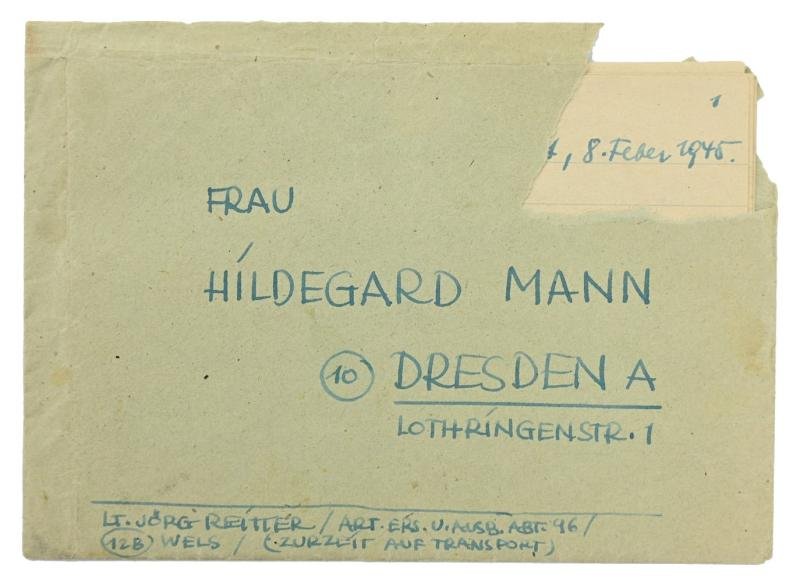 1
, 8. Feber 1945.
FRAU
HILDEGARD MANN
10 DRESDEN A
LOTHRINGENSTR. 1
LT. JÖRG REITTER / ART. ERS. U. AUSB. ABT. 96 /
12B WELS / (ZURZEIT AUF TRANSPORT)